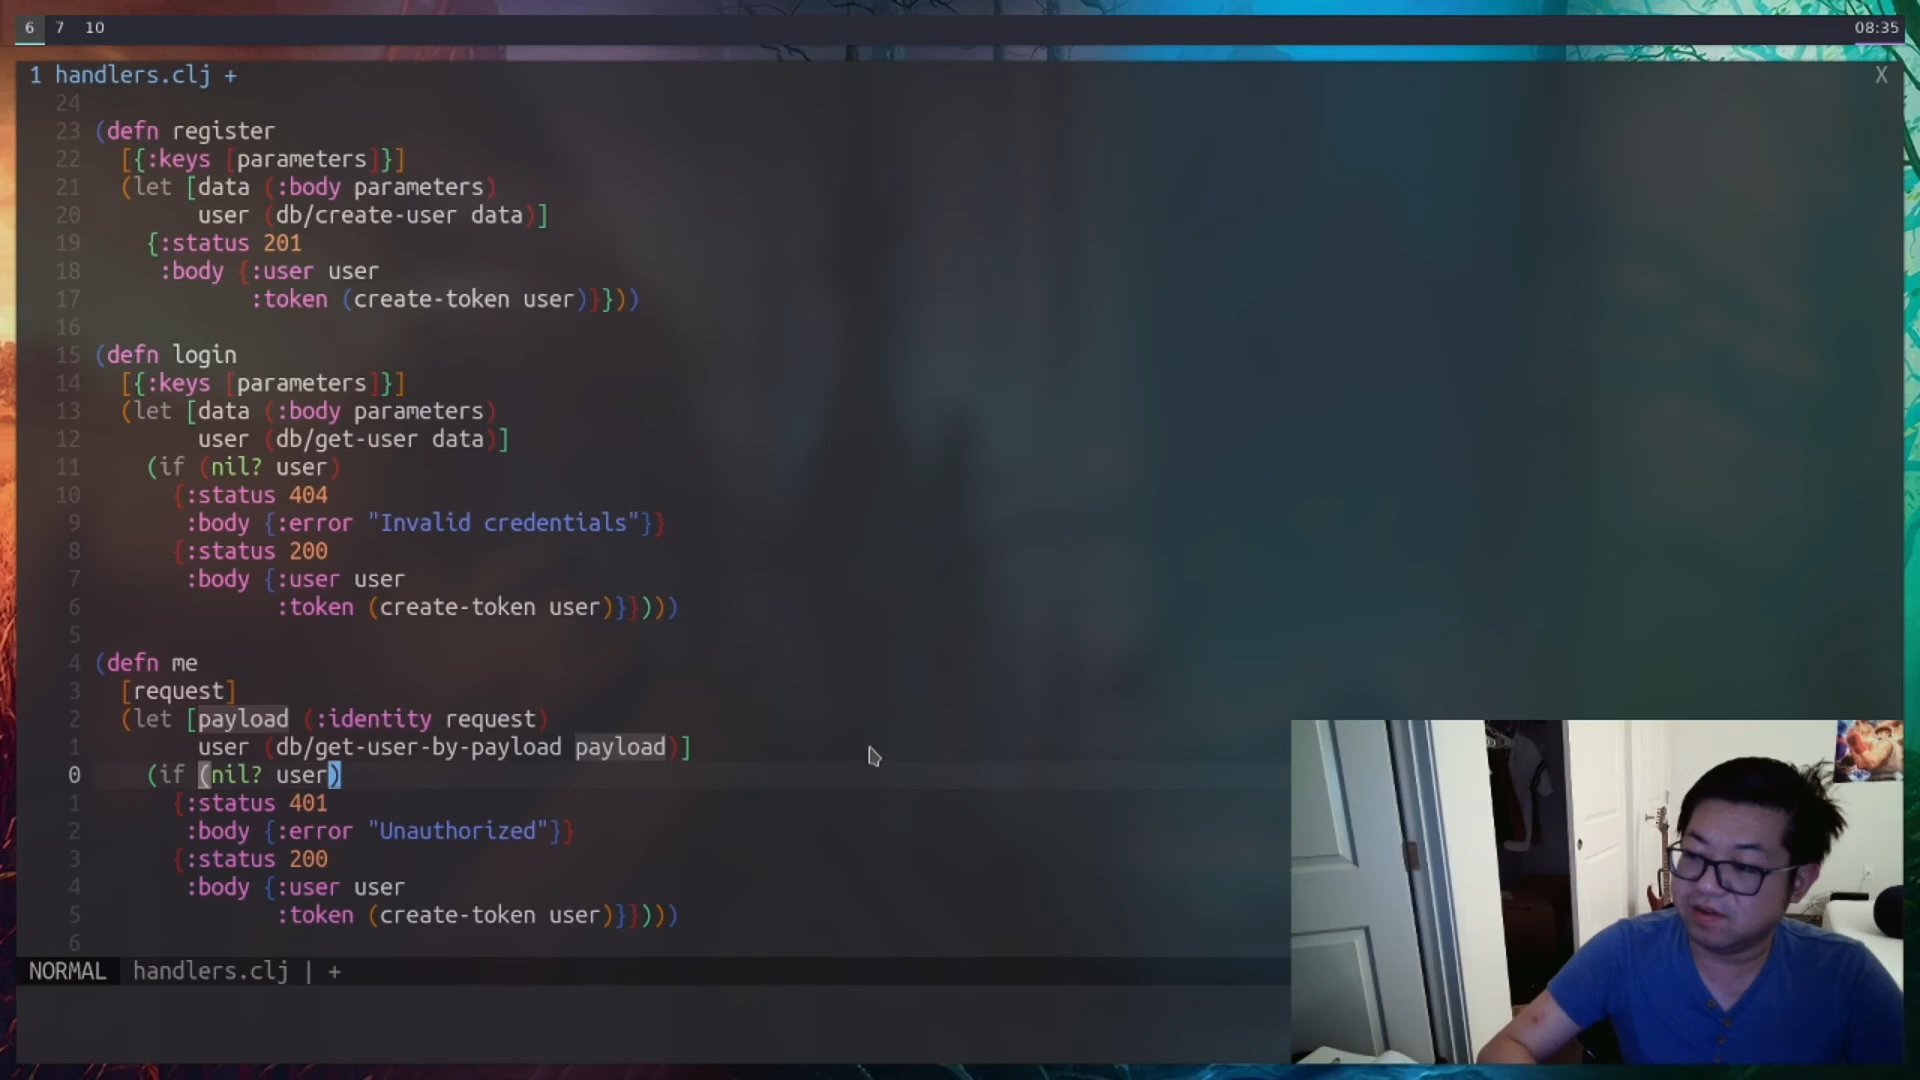 6 7 10 08:35
1 handlers.clj + X
24
23 (defn register
22 [{:keys [parameters]}]
21 (let [data (:body parameters)
20 user (db/create-user data)]
19 {:status 201
18 :body {:user user
17 :token (create-token user)}}))
16
15 (defn login
14 [{:keys [parameters]}]
13 (let [data (:body parameters)
12 user (db/get-user data)]
11 (if (nil? user)
10 {:status 404
9 :body {:error "Invalid credentials"}}
8 {:status 200
7 :body {:user user
6 :token (create-token user)}})))
5
4 (defn me
3 [request]
2 (let [payload (:identity request)
1 user (db/get-user-by-payload payload)]
0 (if (nil? user)
1 {:status 401
2 :body {:error "Unauthorized"}}
3 {:status 200
4 :body {:user user
5 :token (create-token user)}})))
6
NORMAL handlers.clj | +